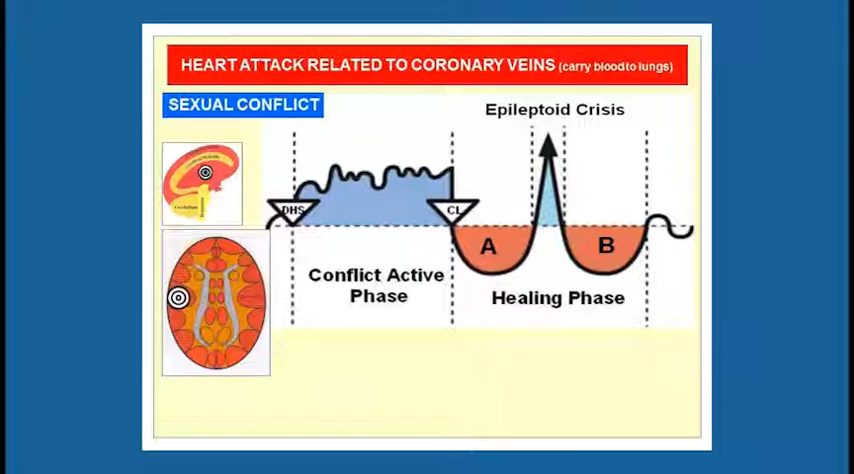 HEART ATTACK RELATED TO CORONARY VEINS (carry blood to lungs)
SEXUAL CONFLICT
Epileptoid Crisis
DHS
CL
A
B
Conflict Active
Phase
Healing Phase